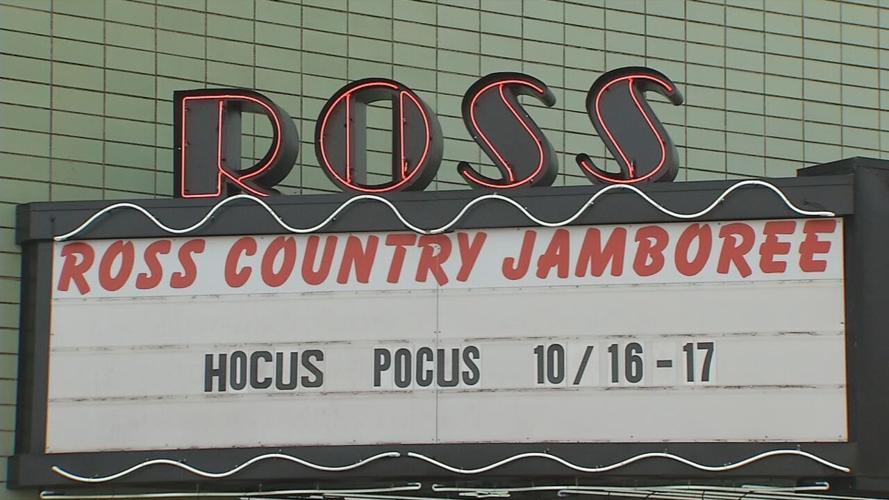 ROSS
ROSS COUNTRY JAMBOREE
HOCUS POCUS 10/16-17